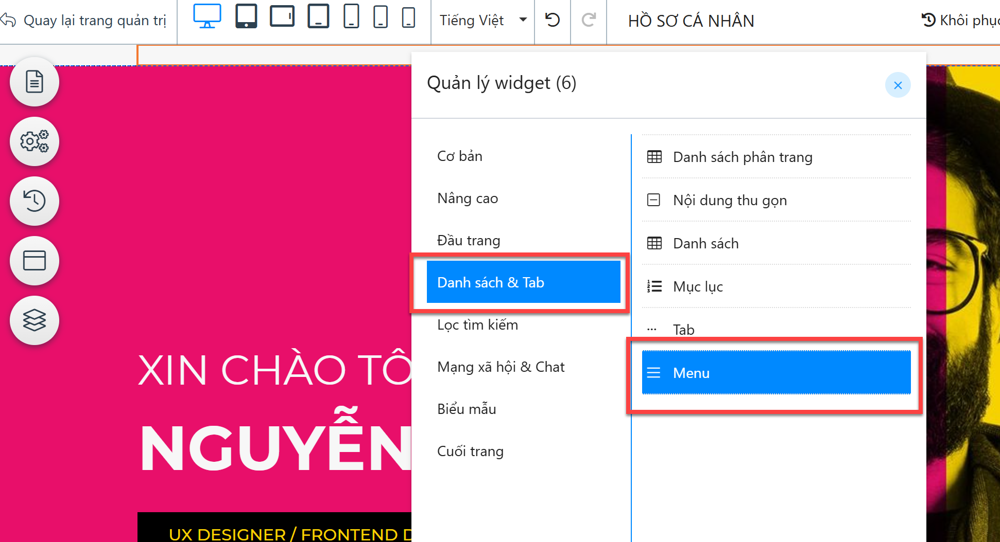 Quay lại trang quản trị
Tiếng Việt
HỒ SƠ CÁ NHÂN
Khôi phục
Quản lý widget (6)
Cơ bản
Nâng cao
Đầu trang
Danh sách & Tab
Lọc tìm kiếm
Mạng xã hội & Chat
Biểu mẫu
Cuối trang
Danh sách phân trang
Nội dung thu gọn
Danh sách
Mục lục
Tab
Menu
XIN CHÀO TÔ
NGUYỄN
UX DESIGNER / FRONTEND D